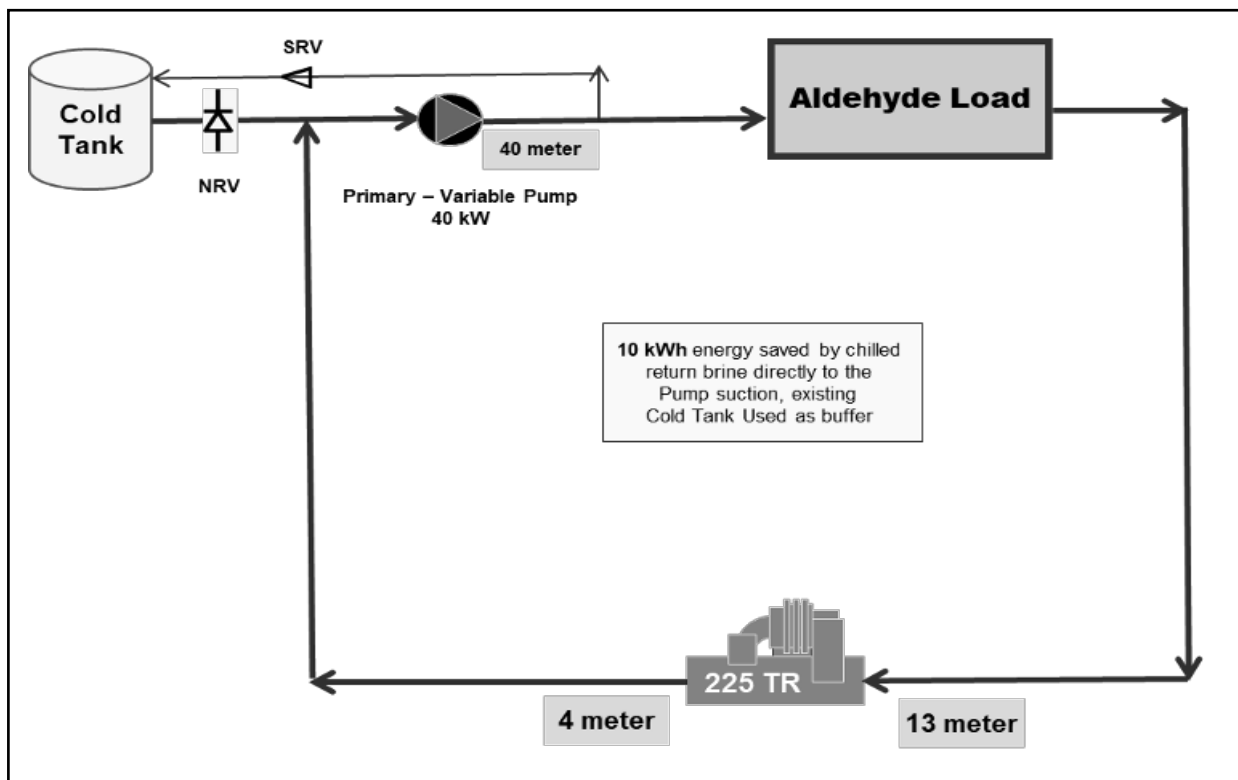 SRV
Cold
Tank
NRV
40 meter
Primary – Variable Pump
40 kW
Aldehyde Load
10 kWh energy saved by chilled
return brine directly to the
Pump suction, existing
Cold Tank Used as buffer
225 TR
4 meter
13 meter